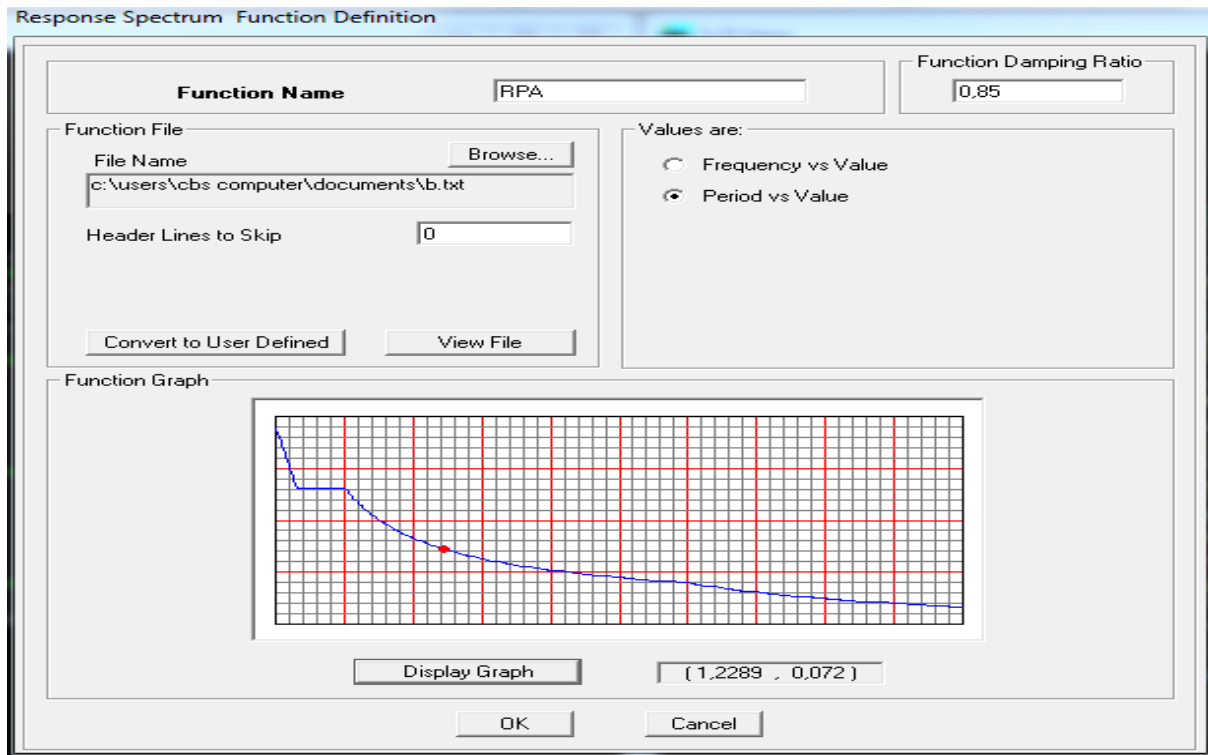 Response Spectrum Function Definition
Function Name
RPA
Function Damping Ratio
0,85
Function File
File Name
Browse...
c:\users\cbs computer\documents\b.txt
Header Lines to Skip
0
Convert to User Defined
View File
Values are:
Frequency vs Value
Period vs Value
Function Graph
Display Graph
( 1,2289 , 0,072 )
OK
Cancel